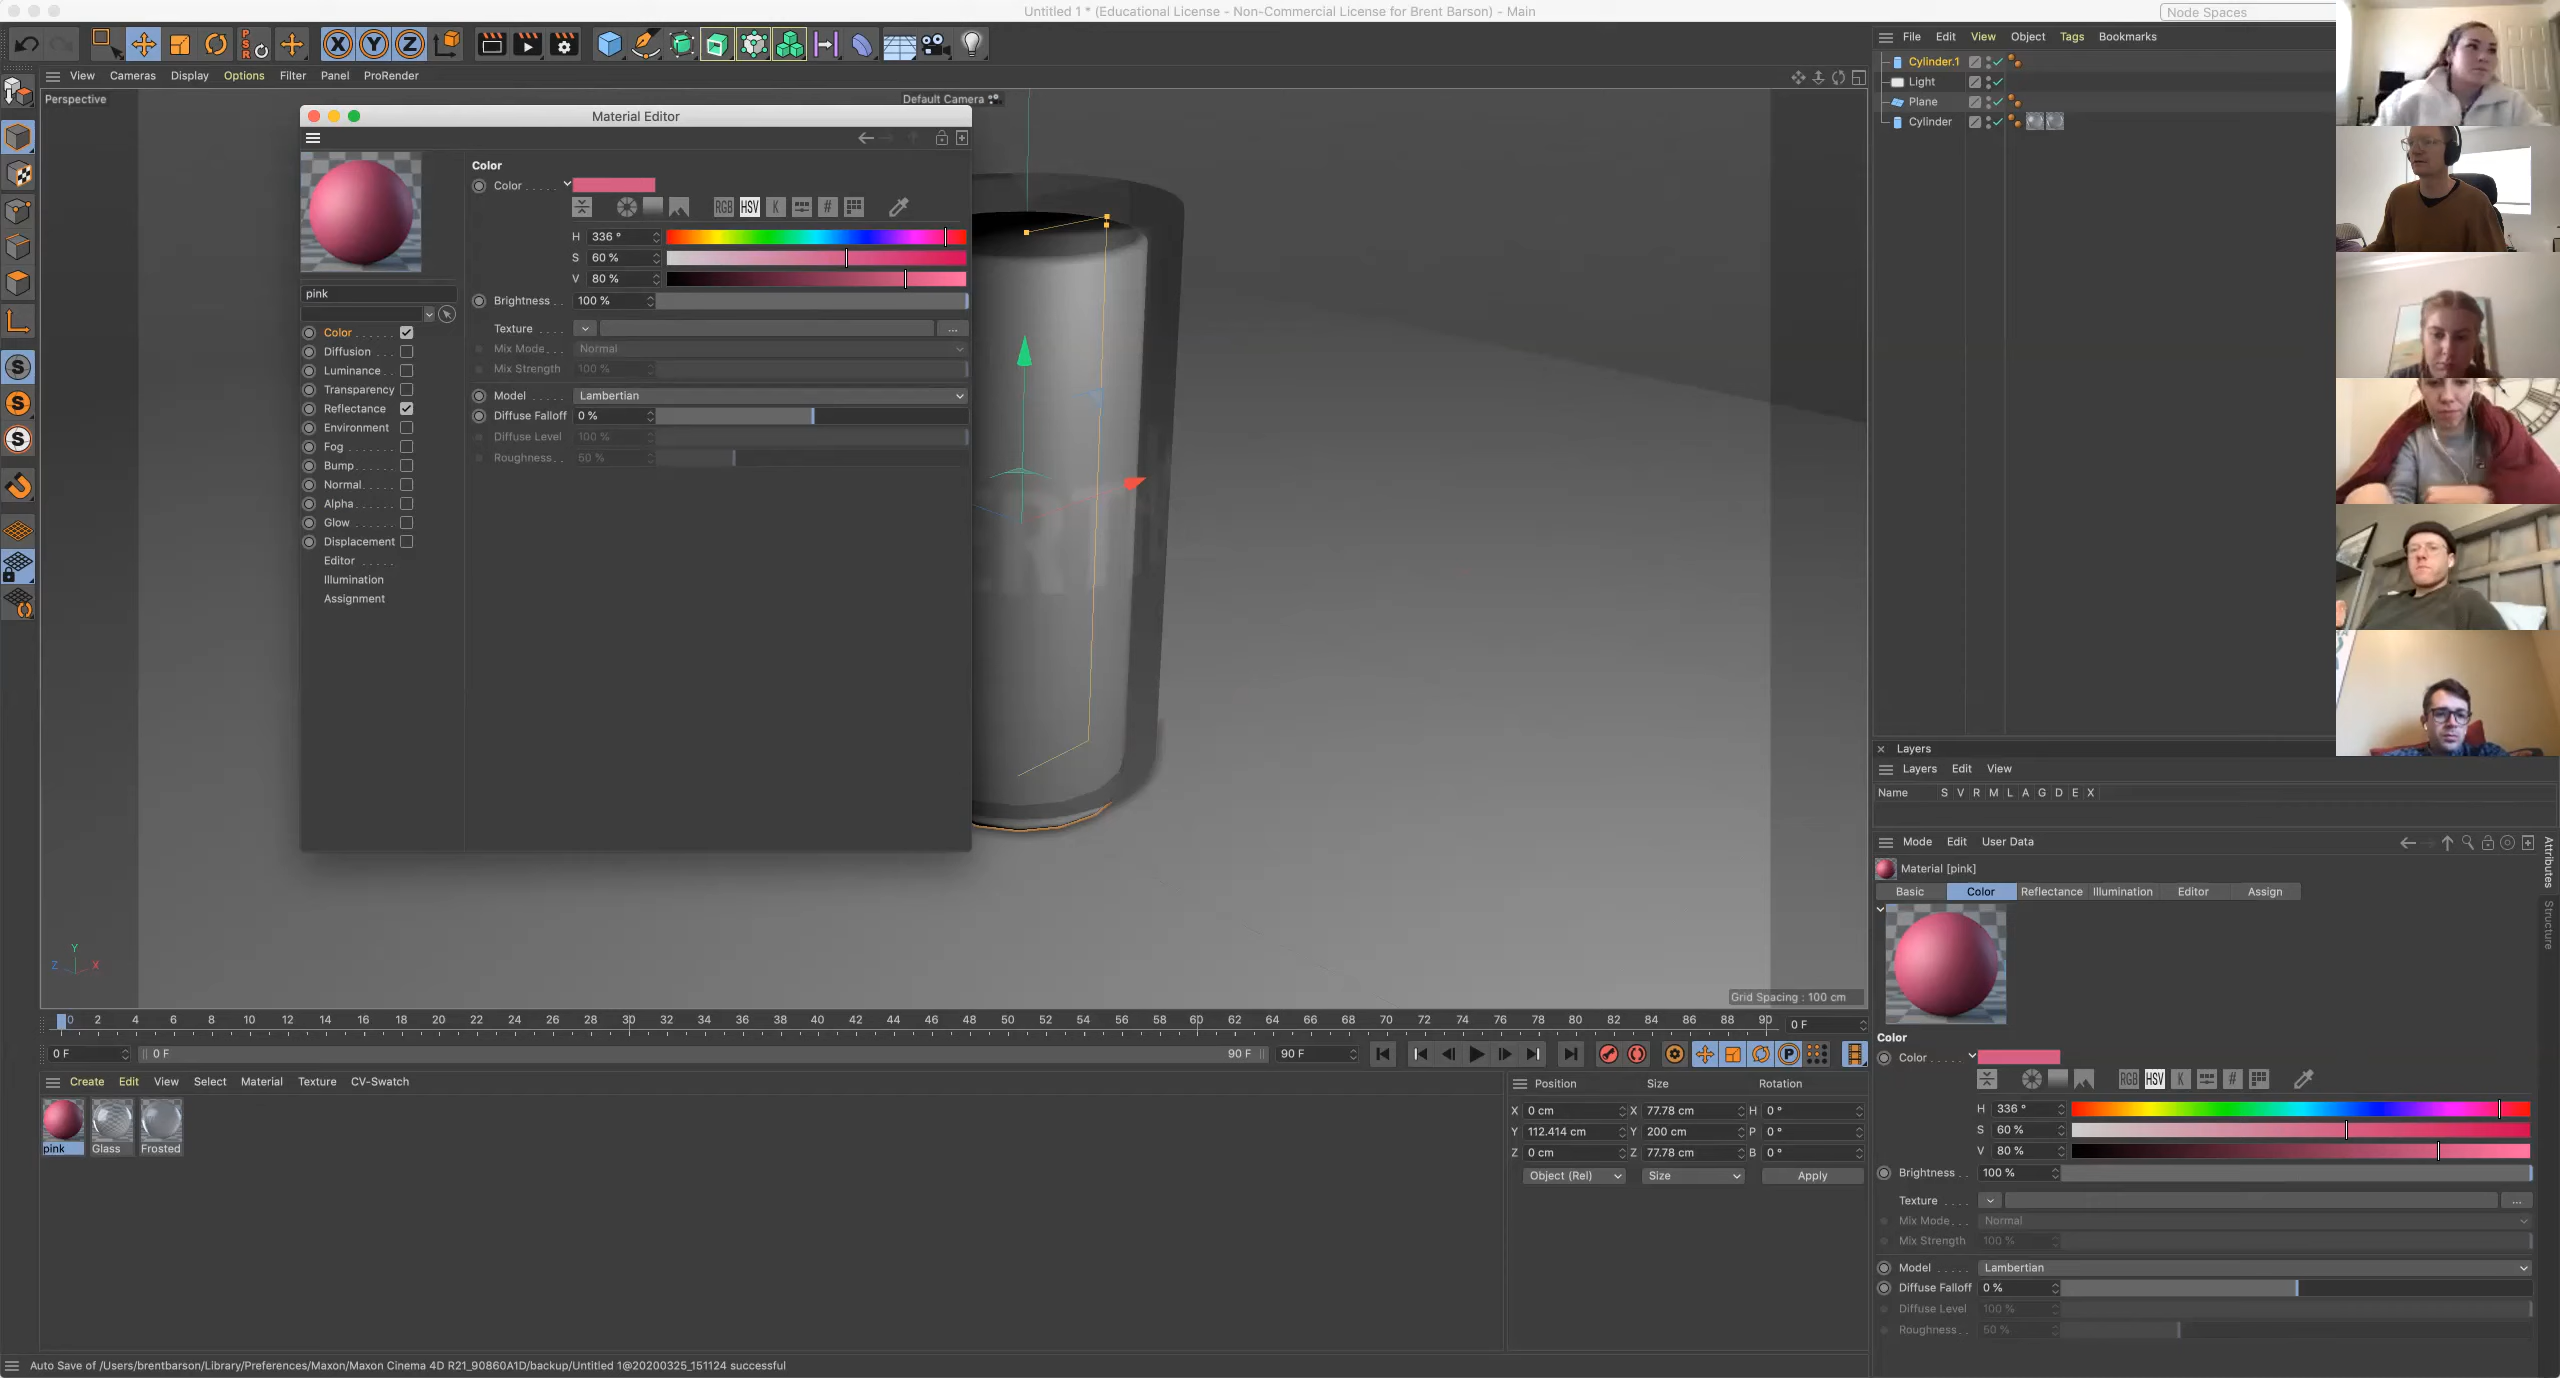 Untitled 1 * (Educational License - Non-Commercial License for Brent Barson) - Main
Node Spaces
PSR
X Y Z
View Cameras Display Options Filter Panel ProRender
File Edit View Object Tags Bookmarks
Perspective
Default Camera
Cylinder.1
Light
Plane
Cylinder
Material Editor
Color
Color
RGB HSV K #
H 336 °
S 60 %
V 80 %
Brightness 100 %
Texture ...
Mix Mode Normal
Mix Strength 100 %
Model Lambertian
Diffuse Falloff 0 %
Diffuse Level 100 %
Roughness 50 %
pink
Color
Diffusion
Luminance
Transparency
Reflectance
Environment
Fog
Bump
Normal
Alpha
Glow
Displacement
Editor
Illumination
Assignment
S
S
S
Y
Z X
Grid Spacing : 100 cm
Layers
Layers Edit View
Name S V R M L A G D E X
0 2 4 6 8 10 12 14 16 18 20 22 24 26 28 30 32 34 36 38 40 42 44 46 48 50 52 54 56 58 60 62 64 66 68 70 72 74 76 78 80 82 84 86 88 90 0 F
0 F 0 F 90 F 90 F P
Create Edit View Select Material Texture CV-Swatch
pink Glass Frosted
Position Size Rotation
X 0 cm X 77.78 cm H 0 °
Y 112.414 cm Y 200 cm P 0 °
Z 0 cm Z 77.78 cm B 0 °
Object (Rel) Size Apply
Mode Edit User Data
Attributes
Structure
Material [pink]
Basic Color Reflectance Illumination Editor Assign
Color
Color
RGB HSV K #
H 336 °
S 60 %
V 80 %
Brightness 100 %
Texture ...
Mix Mode Normal
Mix Strength 100 %
Model Lambertian
Diffuse Falloff 0 %
Diffuse Level 100 %
Roughness 50 %
Auto Save of /Users/brentbarson/Library/Preferences/Maxon/Maxon Cinema 4D R21_90860A1D/backup/Untitled 1@20200325_151124 successful